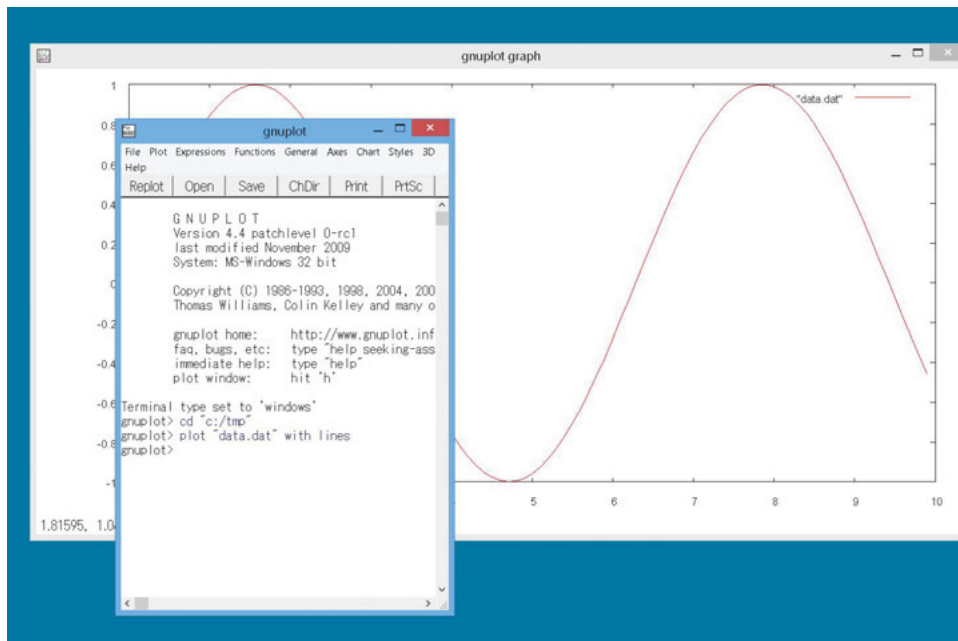 gnuplot graph
1
0.8
0.6
0.4
0.2
0
-0.2
-0.4
-0.6
-0.8
-1
5
6
7
8
9
10
"data.dat"
1.81595, 1.0
gnuplot
File Plot Expressions Functions General Axes Chart Styles 3D
Help
Replot Open Save ChDir Print PrtSc
G N U P L O T
Version 4.4 patchlevel 0-rc1
last modified November 2009
System: MS-Windows 32 bit
Copyright (C) 1986-1993, 1998, 2004, 200
Thomas Williams, Colin Kelley and many o
gnuplot home: http://www.gnuplot.inf
faq, bugs, etc: type "help seeking-ass
immediate help: type "help"
plot window: hit 'h'
Terminal type set to 'windows'
gnuplot> cd "c:/tmp"
gnuplot> plot "data.dat" with lines
gnuplot>